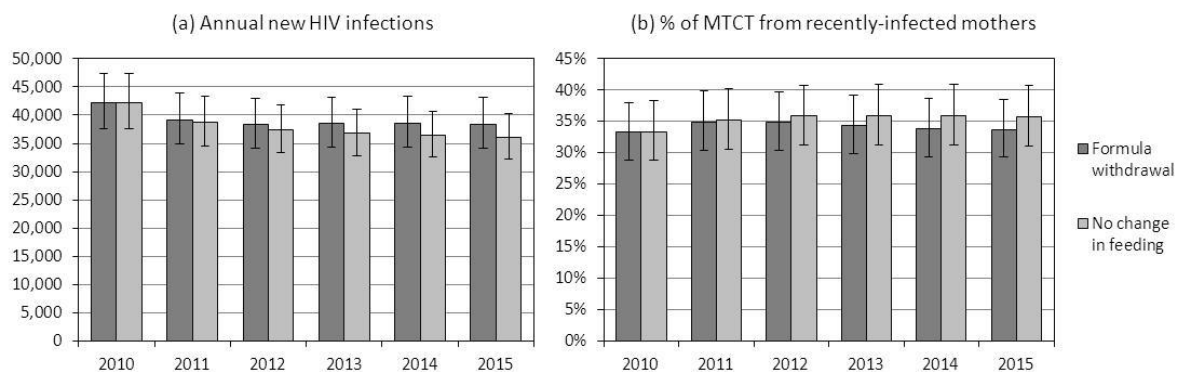 (a) Annual new HIV infections
50,000
45,000
40,000
35,000
30,000
25,000
20,000
15,000
10,000
5,000
0
2010 2011 2012 2013 2014 2015
(b) % of MTCT from recently-infected mothers
45%
40%
35%
30%
25%
20%
15%
10%
5%
0%
2010 2011 2012 2013 2014 2015
Formula
withdrawal
No change
in feeding